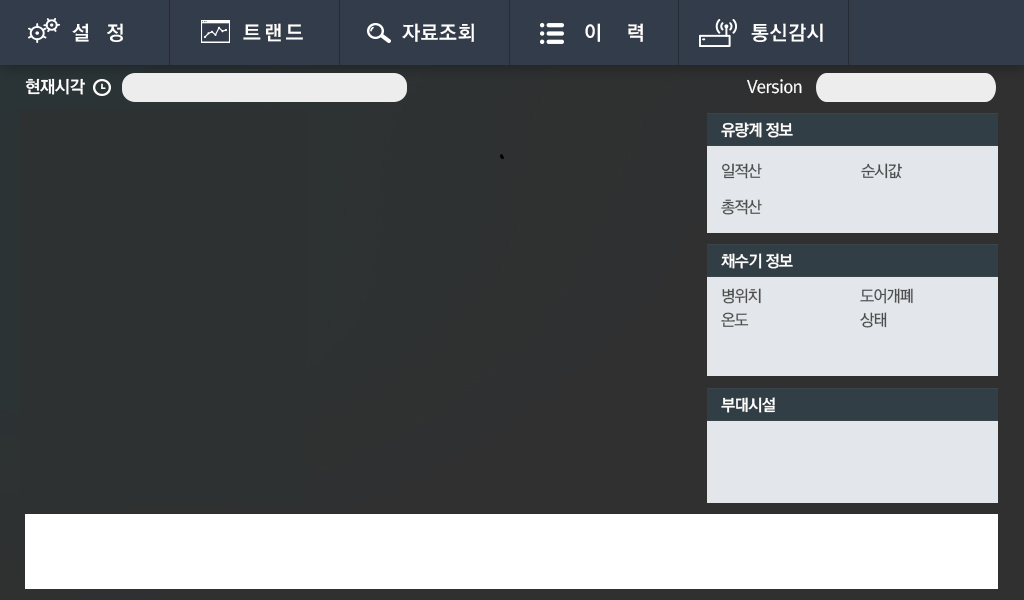 설 정 트랜드 자료조회 이 력 통신감시
현재시각 Version
유량계 정보
일적산 순시값
총적산
채수기 정보
병위치 도어개폐
온도 상태
부대시설